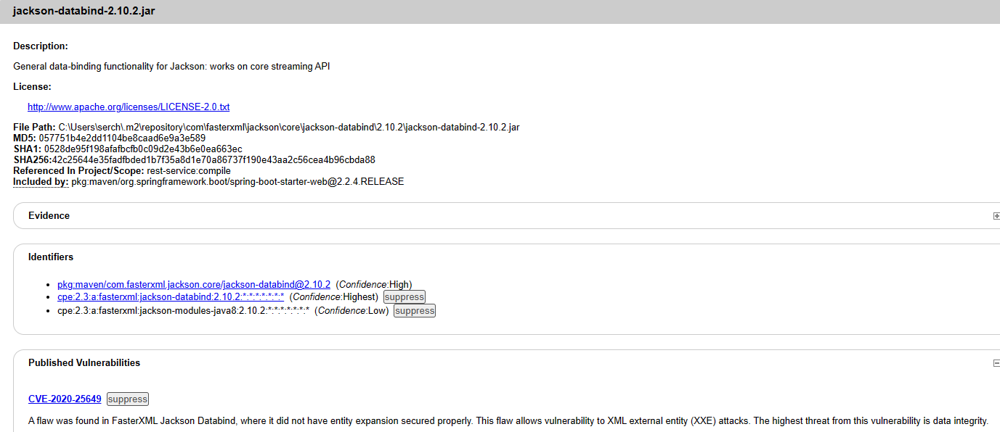 jackson-databind-2.10.2.jar
Description:
General data-binding functionality for Jackson: works on core streaming API
License:
http://www.apache.org/licenses/LICENSE-2.0.txt
File Path: C:\Users\serch\.m2\repository\com\fasterxml\jackson\core\jackson-databind\2.10.2\jackson-databind-2.10.2.jar
MD5: 057751b4e2dd1104be8caad6e9a3e589
SHA1: 0528de95f198afafbcfb0c09d2e43b6e0ea663ec
SHA256:42c25644e35fadfbded1b7f35a8d1e70a86737f190e43aa2c56cea4b96cbda88
Referenced In Project/Scope: rest-service:compile
Included by: pkg:maven/org.springframework.boot/spring-boot-starter-web@2.2.4.RELEASE
Evidence
Identifiers
pkg:maven/com.fasterxml.jackson.core/jackson-databind@2.10.2 (Confidence:High)
cpe:2.3:a:fasterxml:jackson-databind:2.10.2:*:*:*:*:*:*:* (Confidence:Highest) suppress
cpe:2.3:a:fasterxml:jackson-modules-java8:2.10.2:*:*:*:*:*:*:* (Confidence:Low) suppress
Published Vulnerabilities
CVE-2020-25649 suppress
A flaw was found in FasterXML Jackson Databind, where it did not have entity expansion secured properly. This flaw allows vulnerability to XML external entity (XXE) attacks. The highest threat from this vulnerability is data integrity.